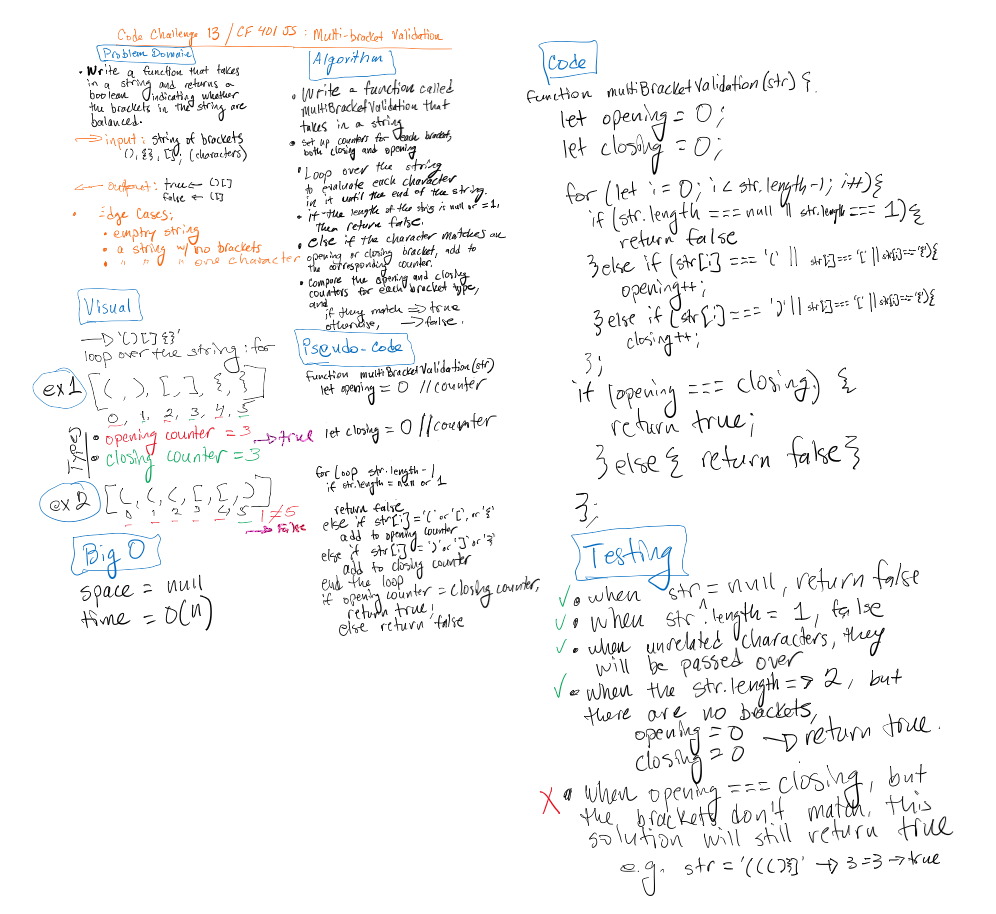 Code Challenge 13 / CF 401 JS : Multi-bracket Validation
Problem Domain
• Write a function that takes
in a string and returns a
boolean indicating whether
the brackets in the string are
balanced.
→ input: string of brackets
(), {}, []; (characters)
← output: true ← ()[]
false ← ([]
• Edge Cases:
• empty string
• a string w/ no brackets
• " " " one character
Visual
→ '()[]{}'
loop over the string: for
ex1 [(, ), [, ], {, }]
0, 1, 2, 3, 4, 5
TYPES
• opening counter = 3 → true
• closing counter = 3
ex2 [(, (, (, [, [, )]
0 1 2 3 4 5 1 ≠ 5
→ false
Big O
space = null
time = O(n)
Algorithm
• Write a function called
multiBracketValidation that
takes in a string
• set up counters for each bracket,
both closing and opening
• Loop over the string
to evaluate each character
in it until the end of the string.
• if the length of the string is null or =1,
then return false.
• else if the character matches an
opening or closing bracket, add to
the corresponding counter.
• compare the opening and closing
counters for each bracket type,
and
if they match ⇒ true
otherwise, → false.
Pseudo-code
function multiBracketValidation(str)
let opening = 0 //counter
let closing = 0 //counter
for loop str.length-1
if str.length = null or 1
return false
else if str[i] = '(' or '[', or '{'
add to opening counter
else if str[i] = ')' or ']' or '}'
add to closing counter
end the loop
if opening counter = closing counter,
return true;
else return false
Code
function multiBracketValidation(str) {
let opening = 0;
let closing = 0;
for (let i = 0; i < str.length-1; i++){
if (str.length === null || str.length === 1){
return false
}else if (str[i] === '(' || str[i] === '[' || str[i] === '{'){
opening++;
}else if (str[i] === ')' || str[i] === '[' || str[i] === '}'){
closing++;
};
if (opening === closing) {
return true;
}else{ return false}
};
Testing
✓ • when str = null, return false
✓ • when str.length = 1, false
✓ • when unrelated characters, they
will be passed over
✓ • when the str.length => 2, but
there are no brackets,
opening = 0
closing = 0 → return true.
X • when opening === closing, but
the brackets don't match, this
solution will still return true
e.g. str = '((()}]' → 3=3 → true